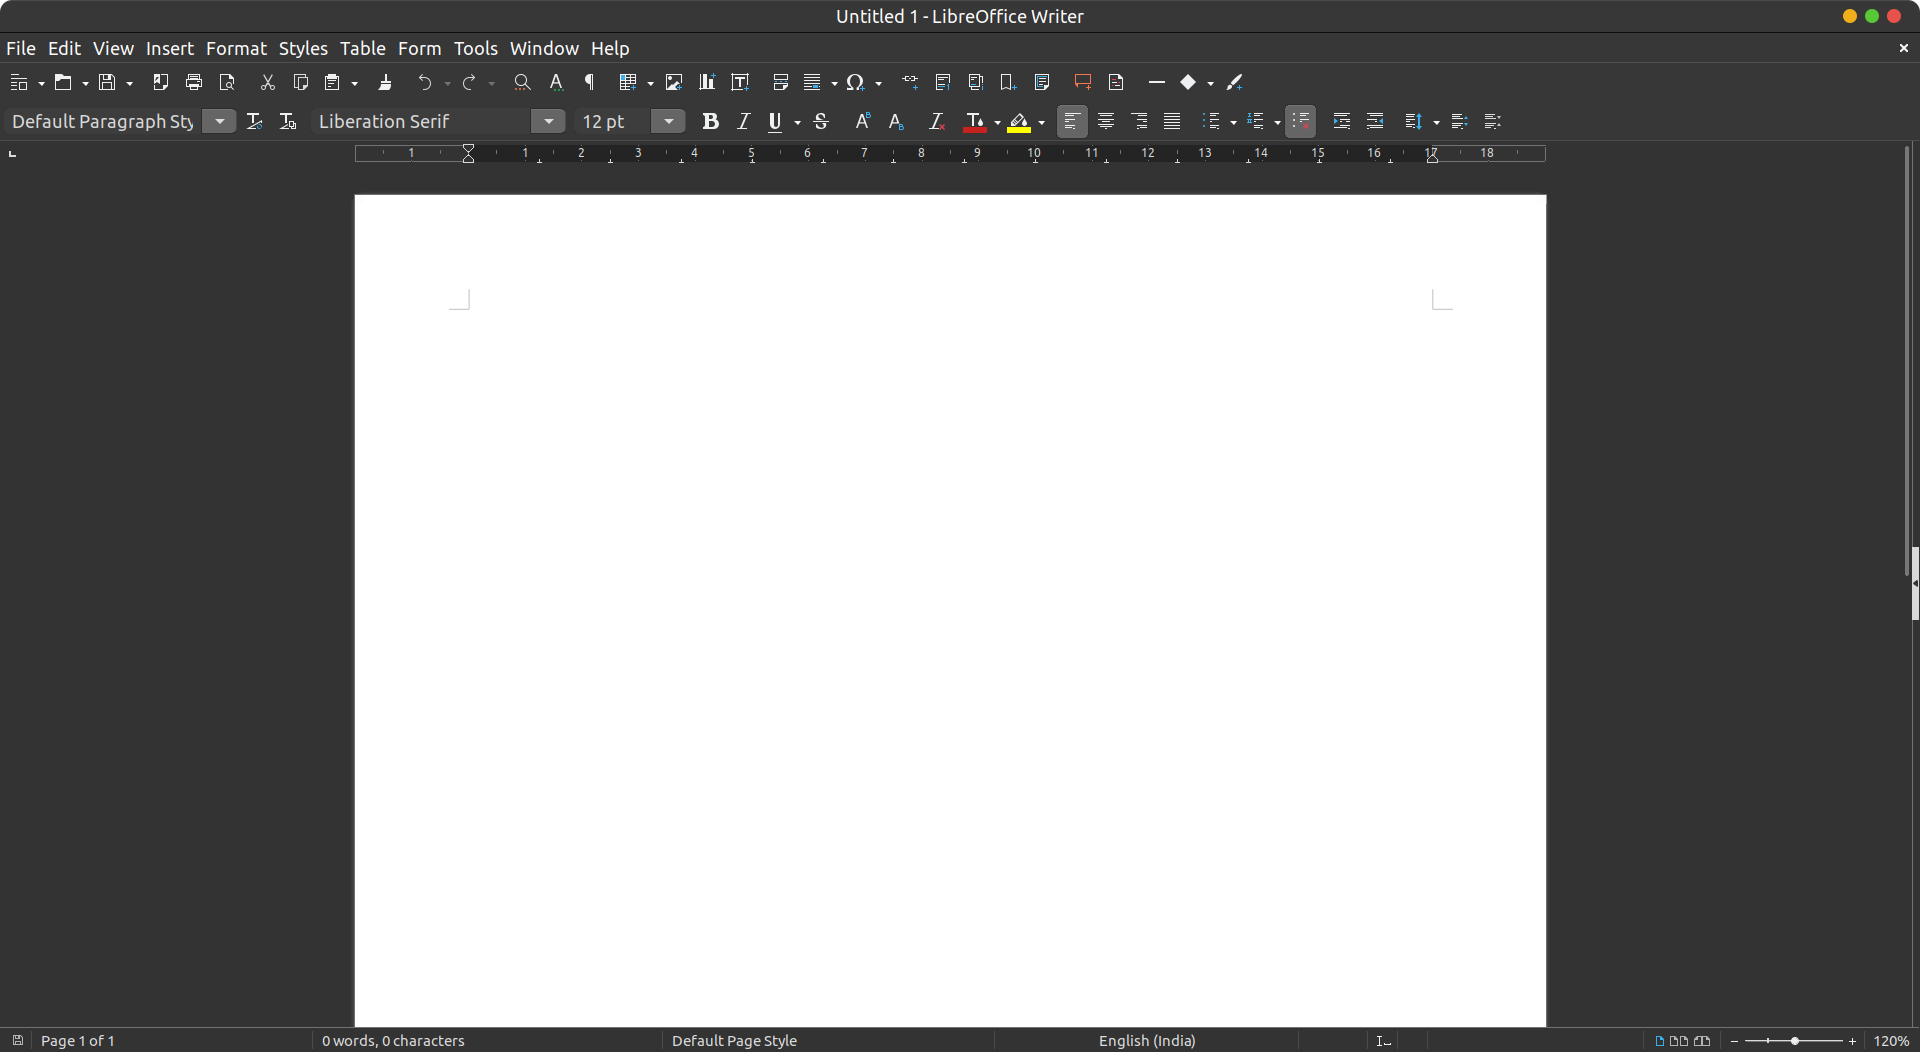 Untitled 1 - LibreOffice Writer
File Edit View Insert Format Styles Table Form Tools Window Help
Default Paragraph Sty Liberation Serif 12 pt
1 1 2 3 4 5 6 7 8 9 10 11 12 13 14 15 16 17 18
Page 1 of 1 0 words, 0 characters Default Page Style English (India) 120%